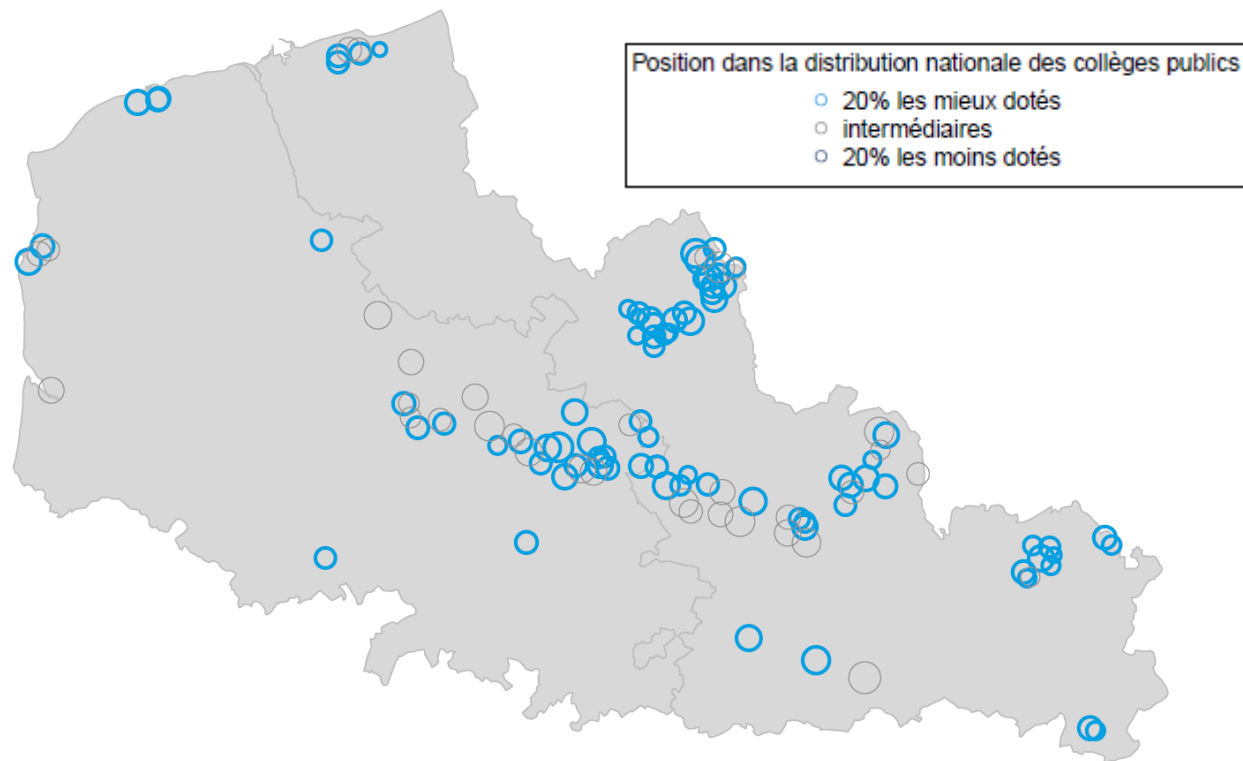 Position dans la distribution nationale des collèges publics
20% les mieux dotés
intermédiaires
20% les moins dotés